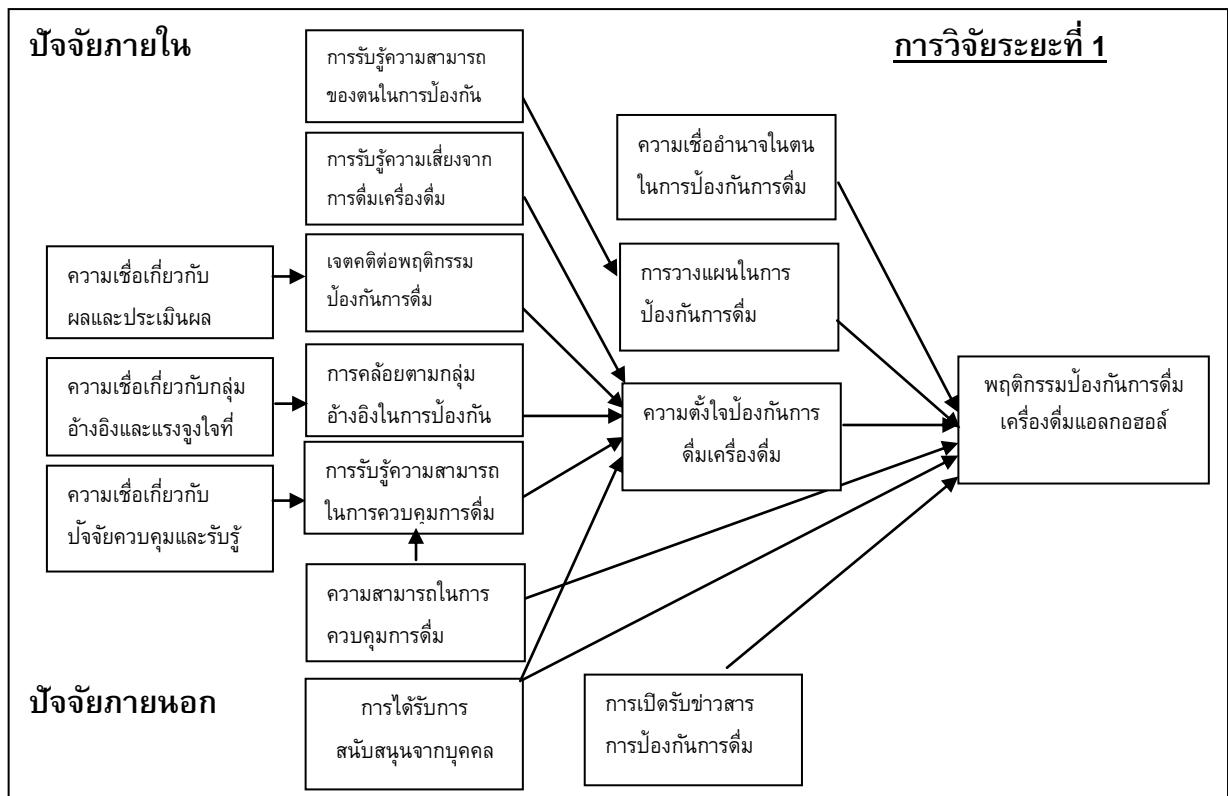 ปัจจัยภายใน
การวิจัยระยะที่ 1
การรับรู้ความสามารถ
ของตนในการป้องกัน
การรับรู้ความเสี่ยงจาก
การดื่มเครื่องดื่ม
ความเชื่ออำนาจในตน
ในการป้องกันการดื่ม
ความเชื่อเกี่ยวกับ
ผลและประเมินผล
เจตคติต่อพฤติกรรม
ป้องกันการดื่ม
การวางแผนในการ
ป้องกันการดื่ม
ความเชื่อเกี่ยวกับกลุ่ม
อ้างอิงและแรงจูงใจที่
การคล้อยตามกลุ่ม
อ้างอิงในการป้องกัน
ความตั้งใจป้องกันการ
ดื่มเครื่องดื่ม
พฤติกรรมป้องกันการดื่ม
เครื่องดื่มแอลกอฮอล์
ความเชื่อเกี่ยวกับ
ปัจจัยควบคุมและรับรู้
การรับรู้ความสามารถ
ในการควบคุมการดื่ม
ความสามารถในการ
ควบคุมการดื่ม
ปัจจัยภายนอก
การได้รับการ
สนับสนุนจากบุคคล
การเปิดรับข่าวสาร
การป้องกันการดื่ม